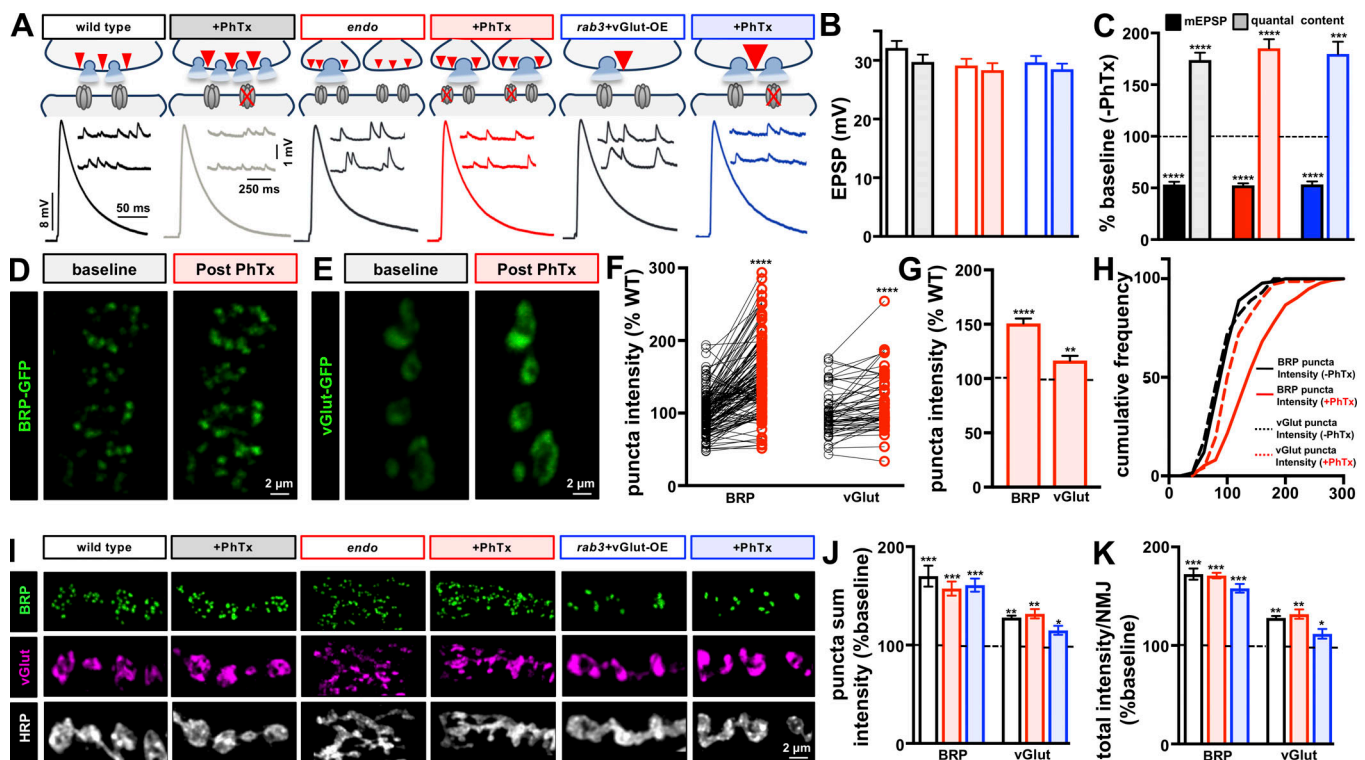 A
wild type
+PhTx
endo
+PhTx
rab3+vGlut-OE
+PhTx
8 mV
50 ms
250 ms
1 mV
B
EPSP (mV)
30
20
10
0
C
mEPSP
quantal content
% baseline (-PhTx)
200
150
100
50
0
****
****
****
****
****
***
D
baseline
Post PhTx
BRP-GFP
2 µm
E
baseline
Post PhTx
vGlut-GFP
2 µm
F
puncta intensity (% WT)
300
200
100
0
****
****
BRP
vGlut
G
puncta intensity (% WT)
200
150
100
50
0
****
**
BRP
vGlut
H
cumulative frequency
100
50
0
0
100
200
300
BRP puncta
Intensity (-PhTx)
BRP puncta
Intensity (+PhTx)
vGlut puncta
Intensity (-PhTx)
vGlut puncta
Intensity (+PhTx)
I
wild type
+PhTx
endo
+PhTx
rab3+vGlut-OE
+PhTx
BRP
vGlut
HRP
2 µm
J
puncta sum
intensity (%baseline)
200
100
0
***
***
***
**
**
*
BRP
vGlut
K
total intensity/NMJ
(%baseline)
200
100
0
***
***
***
**
**
*
BRP
vGlut